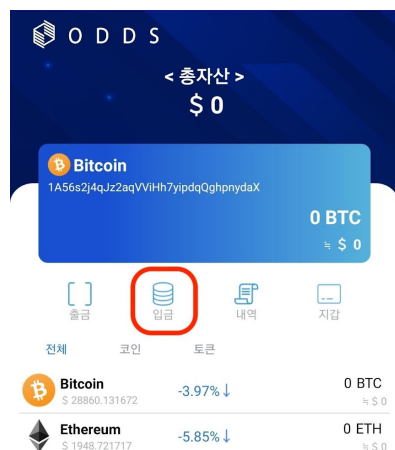 ODDS
< 총자산 >
$ 0
Bitcoin
1A56s2j4qJz2aqVViHh7yipdqQghpnydaX
0 BTC
≒ $ 0
출금 입금 내역 지갑
전체 코인 토큰
Bitcoin -3.97%↓ 0 BTC
$ 28860.131672 ≒ $ 0
Ethereum -5.85%↓ 0 ETH
$ 1948.721717 ≒ $ 0